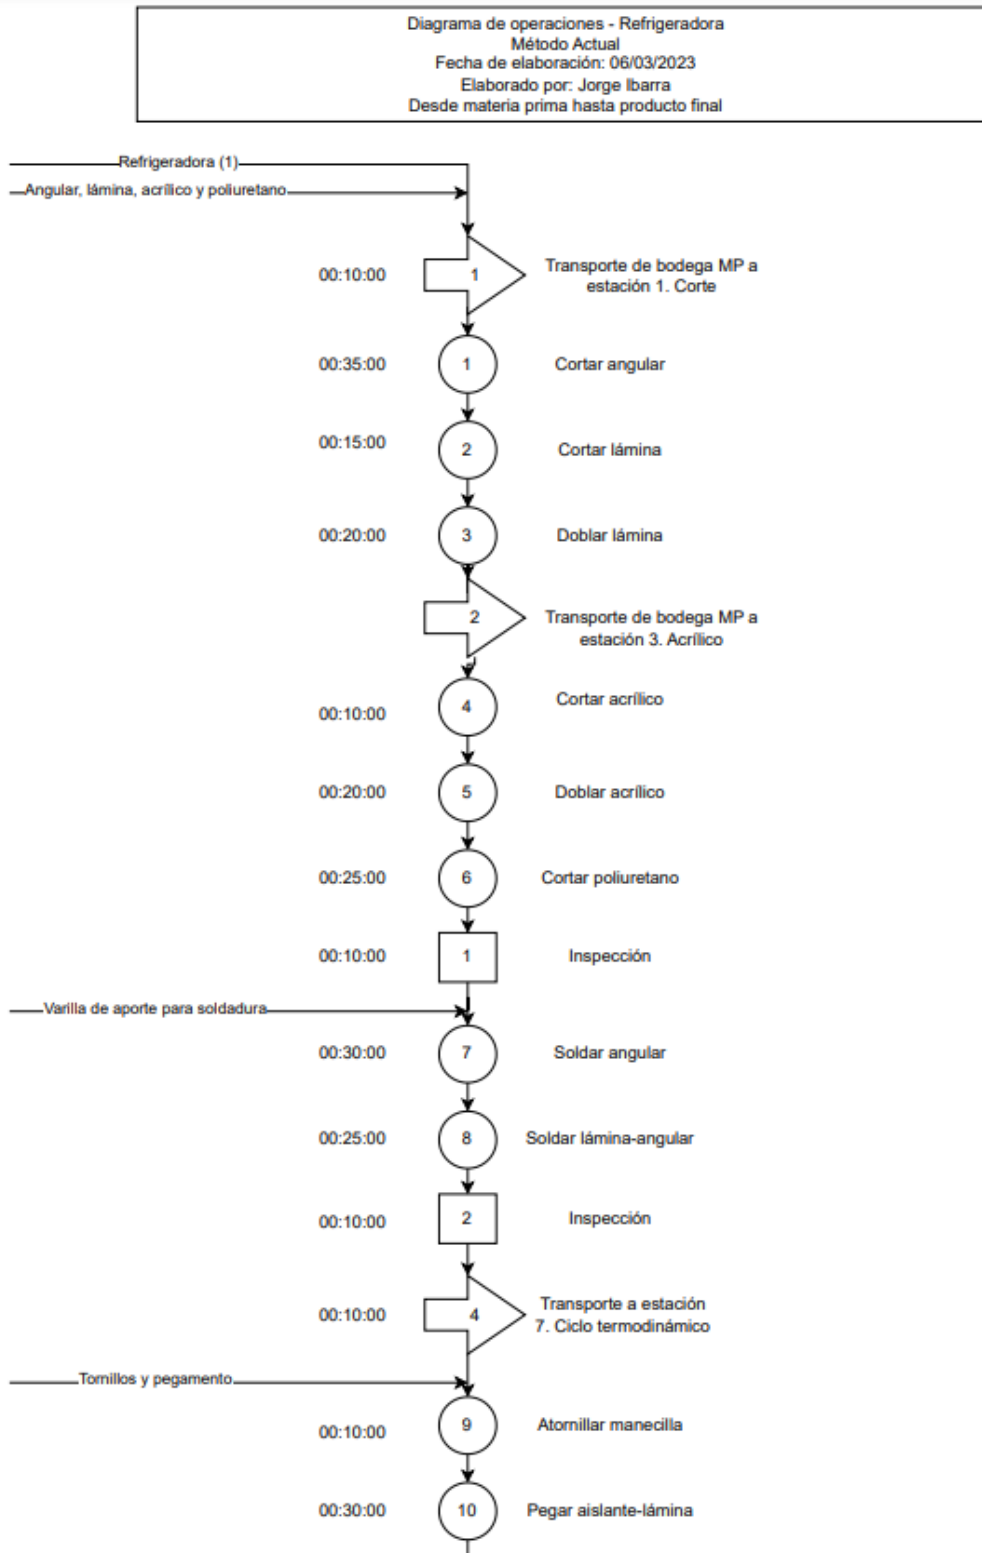 Diagrama de operaciones - Refrigeradora
Método Actual
Fecha de elaboración: 06/03/2023
Elaborado por: Jorge Ibarra
Desde materia prima hasta producto final
Refrigeradora (1)
Angular, lámina, acrílico y poliuretano
00:10:00
1
Transporte de bodega MP a
estación 1. Corte
00:35:00
1
Cortar angular
00:15:00
2
Cortar lámina
00:20:00
3
Doblar lámina
2
Transporte de bodega MP a
estación 3. Acrílico
00:10:00
4
Cortar acrílico
00:20:00
5
Doblar acrílico
00:25:00
6
Cortar poliuretano
00:10:00
1
Inspección
Varilla de aporte para soldadura
00:30:00
7
Soldar angular
00:25:00
8
Soldar lámina-angular
00:10:00
2
Inspección
00:10:00
4
Transporte a estación
7. Ciclo termodinámico
Tornillos y pegamento
00:10:00
9
Atornillar manecilla
00:30:00
10
Pegar aislante-lámina